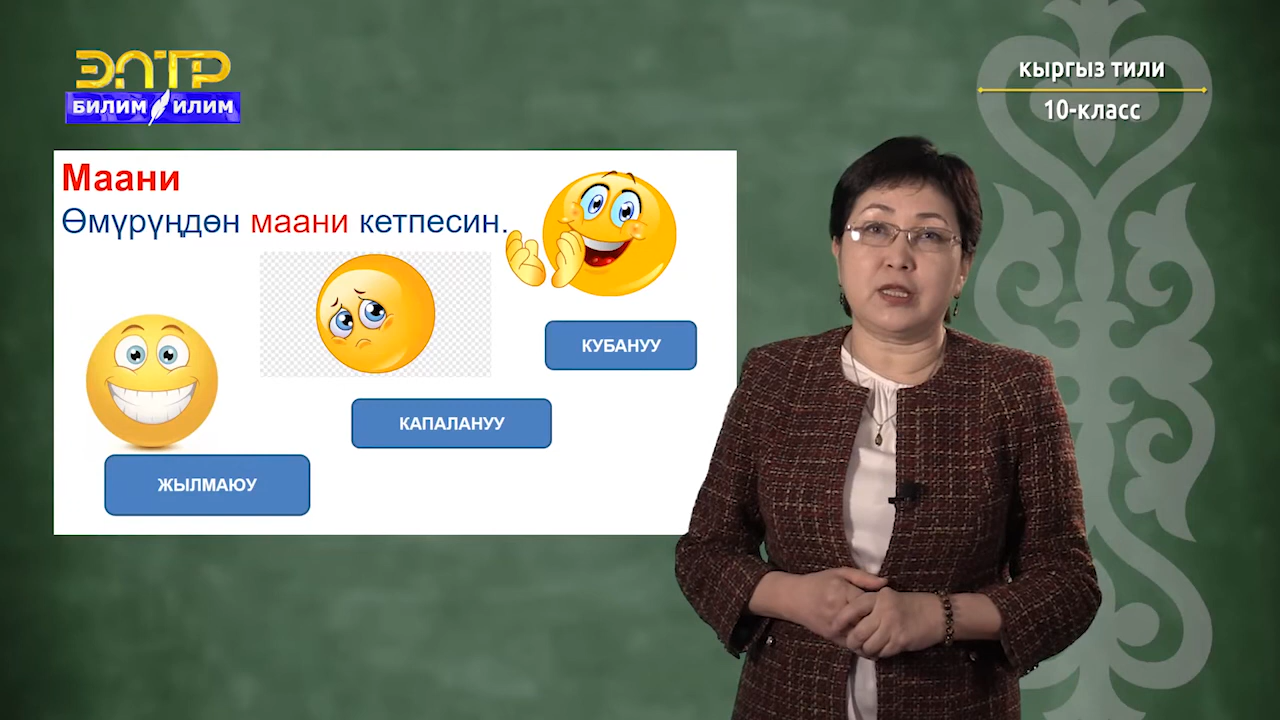 ЭЛТР
БИЛИМ ИЛИМ
кыргыз тили
10-класс
Маани
Өмүрүңдөн маани кетпесин.
КУБАНУУ
КАПАЛАНУУ
ЖЫЛМАЮУ